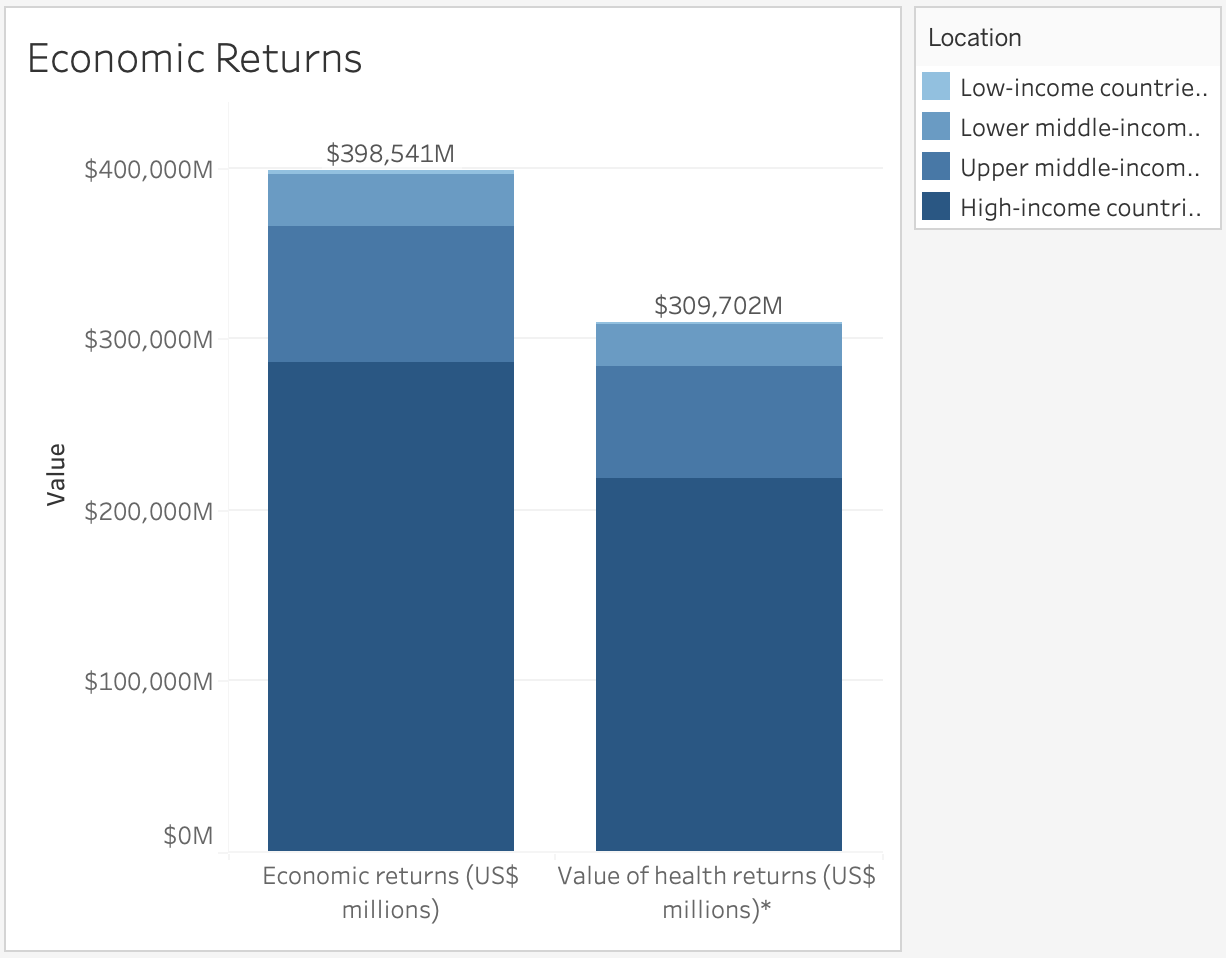 Economic Returns
Location
Low-income countrie..
Lower middle-incom..
Upper middle-incom..
High-income countri..
$398,541M
$309,702M
$400,000M
$300,000M
$200,000M
$100,000M
$0M
Value
Economic returns (US$
millions)
Value of health returns (US$
millions)*